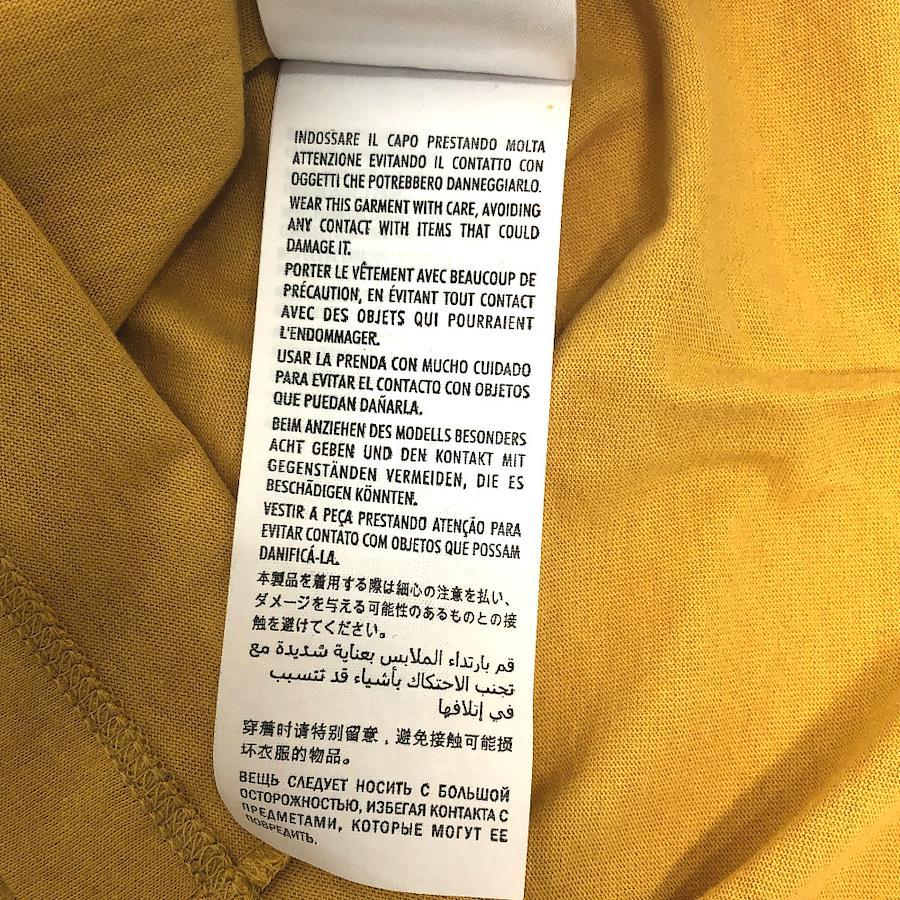 INDOSSARE IL CAPO PRESTANDO MOLTA
ATTENZIONE EVITANDO IL CONTATTO CON
OGGETTI CHE POTREBBERO DANNEGGIARLO.
WEAR THIS GARMENT WITH CARE, AVOIDING
ANY CONTACT WITH ITEMS THAT COULD
DAMAGE IT.
PORTER LE VÊTEMENT AVEC BEAUCOUP DE
PRÉCAUTION, EN ÉVITANT TOUT CONTACT
AVEC DES OBJETS QUI POURRAIENT
L'ENDOMMAGER.
USAR LA PRENDA CON MUCHO CUIDADO
PARA EVITAR EL CONTACTO CON OBJETOS
QUE PUEDAN DAÑARLA.
BEIM ANZIEHEN DES MODELLS BESONDERS
ACHT GEBEN UND DEN KONTAKT MIT
GEGENSTÄNDEN VERMEIDEN, DIE ES
BESCHÄDIGEN KÖNNTEN.
VESTIR A PEÇA PRESTANDO ATENÇÃO PARA
EVITAR CONTATO COM OBJETOS QUE POSSAM
DANIFICÁ-LA.
本製品を着用する際は細心の注意を払い、
ダメージを与える可能性のあるものとの接
触を避けてください。
قم بارتداء الملابس بعناية شديدة مع
تجنب الاحتكاك بأشياء قد تتسبب
في إتلافها
穿着时请特别留意，避免接触可能损
坏衣服的物品。
ВЕЩЬ СЛЕДУЕТ НОСИТЬ С БОЛЬШОЙ
ОСТОРОЖНОСТЬЮ, ИЗБЕГАЯ КОНТАКТА С
ПРЕДМЕТАМИ, КОТОРЫЕ МОГУТ ЕЕ
ПОВРЕДИТЬ.